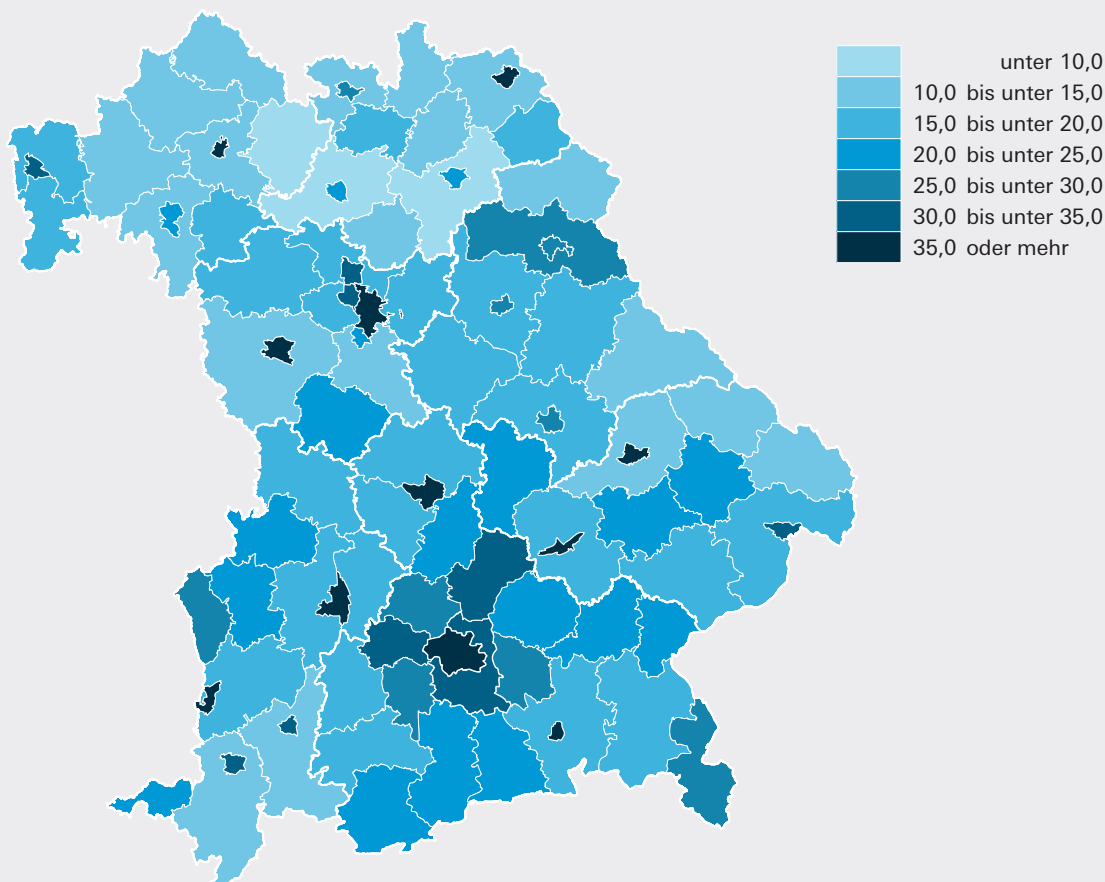 unter 10,0
10,0 bis unter 15,0
15,0 bis unter 20,0
20,0 bis unter 25,0
25,0 bis unter 30,0
30,0 bis unter 35,0
35,0 oder mehr